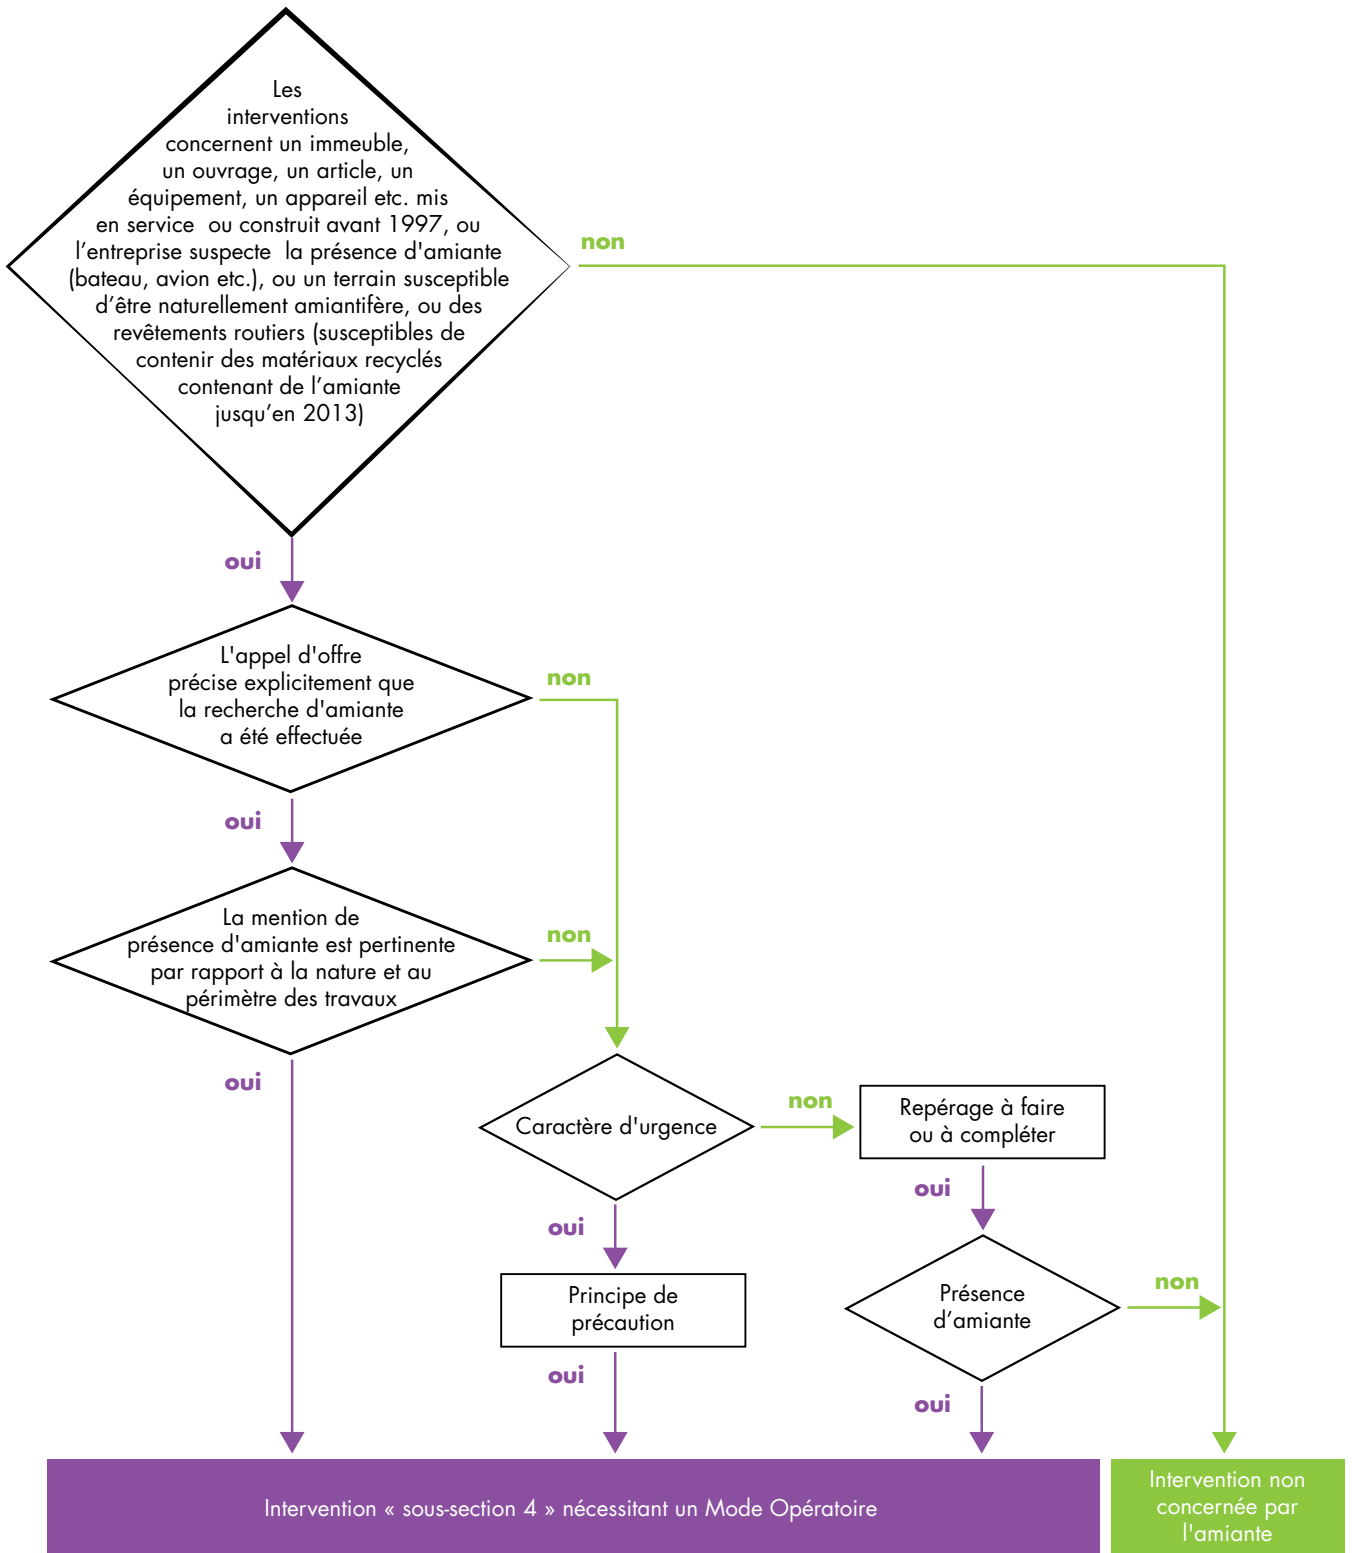 Les
interventions
concernent un immeuble,
un ouvrage, un article, un
équipement, un appareil etc. mis
en service ou construit avant 1997, ou
l’entreprise suspecte la présence d'amiante
(bateau, avion etc.), ou un terrain susceptible
d’être naturellement amiantifère, ou des
revêtements routiers (susceptibles de
contenir des matériaux recyclés
contenant de l’amiante
jusqu’en 2013)
non
oui
L'appel d'offre
précise explicitement que
la recherche d'amiante
a été effectuée
non
oui
La mention de
présence d'amiante est pertinente
par rapport à la nature et au
périmètre des travaux
non
oui
Caractère d'urgence
non
Repérage à faire
ou à compléter
oui
oui
Principe de
précaution
Présence
d’amiante
non
oui
oui
Intervention « sous-section 4 » nécessitant un Mode Opératoire
Intervention non
concernée par
l'amiante